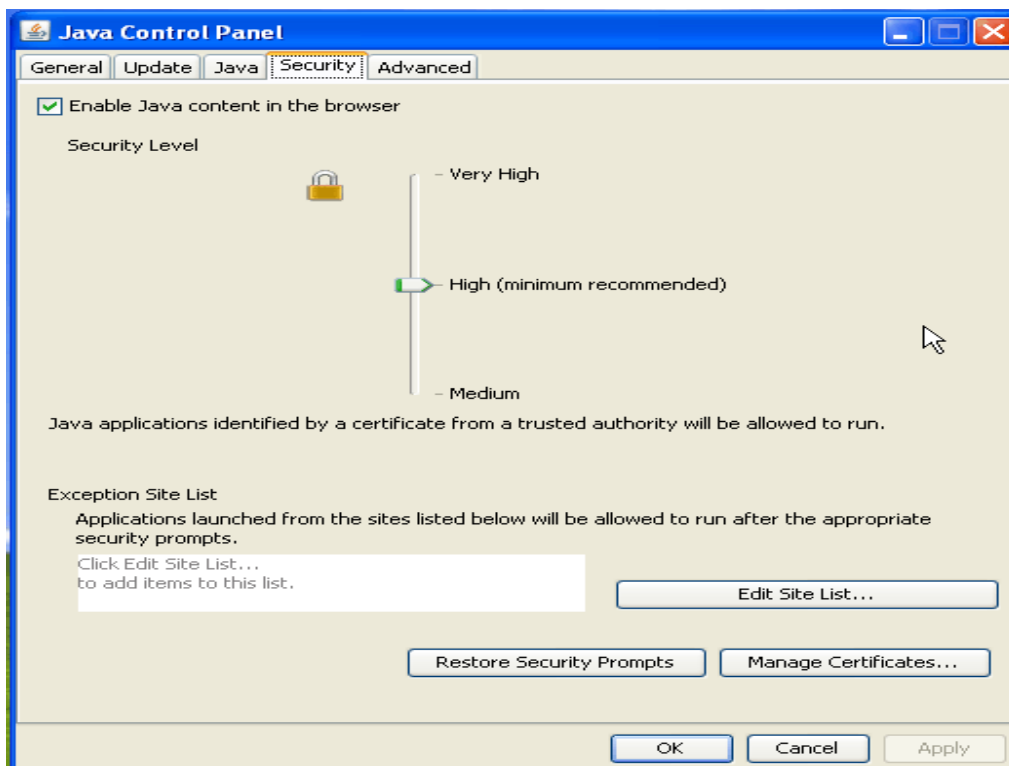 Java Control Panel
General Update Java Security Advanced
Enable Java content in the browser
Security Level
- Very High
- High (minimum recommended)
- Medium
Java applications identified by a certificate from a trusted authority will be allowed to run.
Exception Site List
Applications launched from the sites listed below will be allowed to run after the appropriate
security prompts.
Click Edit Site List...
to add items to this list.
Edit Site List...
Restore Security Prompts Manage Certificates...
OK Cancel Apply